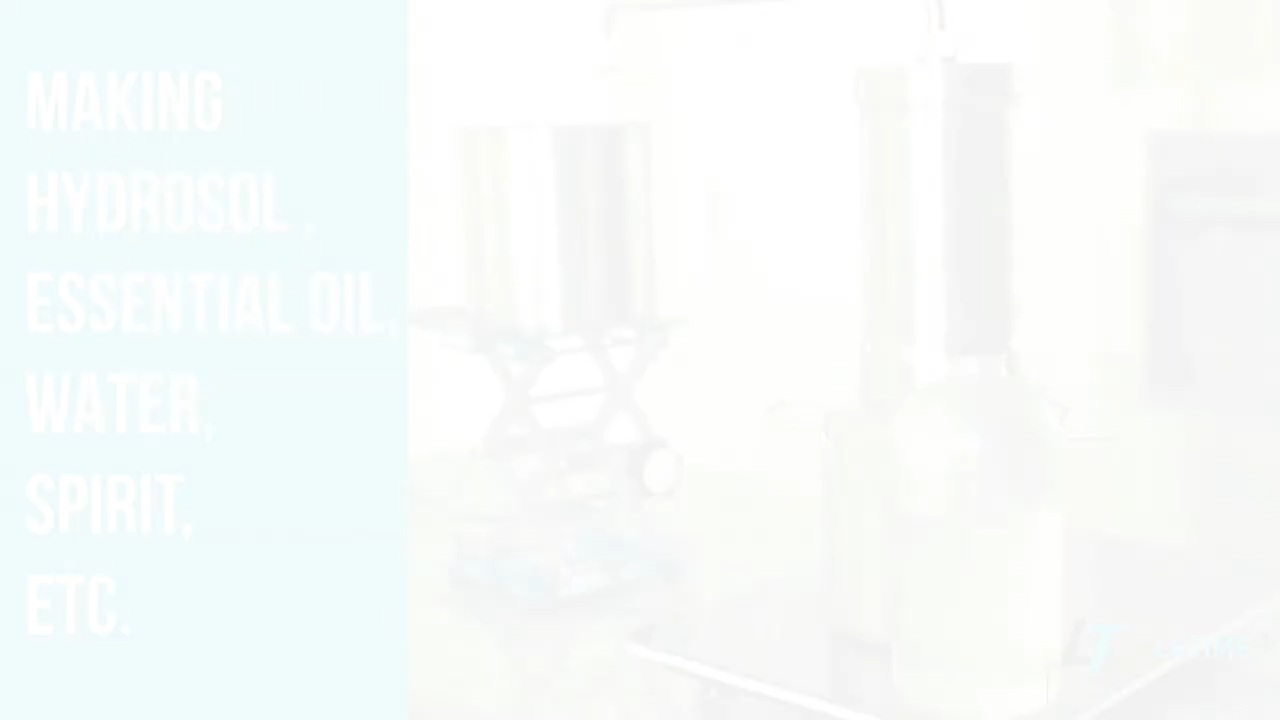 MAKING
HYDROSOL ,
ESSENTIAL OIL,
WATER,
SPIRIT,
ETC.